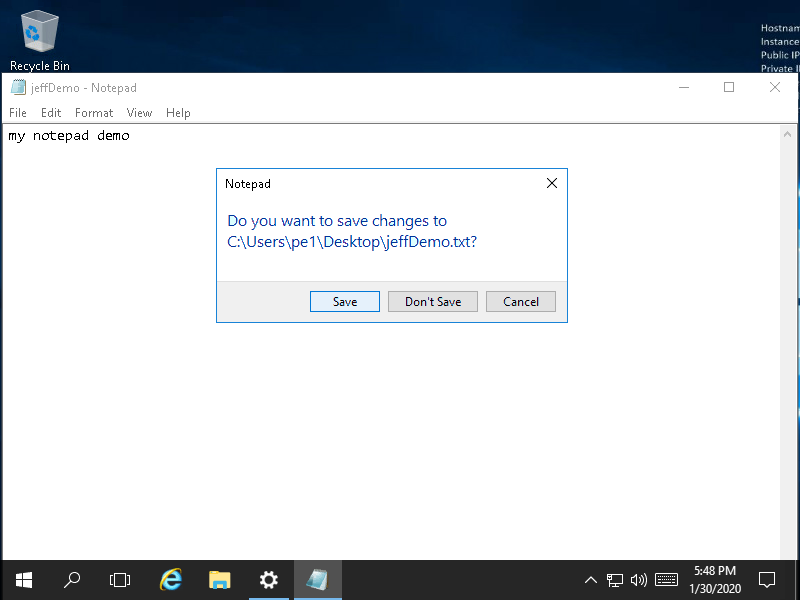 Recycle Bin
Hostnam
Instance
Public IP
Private I
jeffDemo - Notepad
File Edit Format View Help
my notepad demo
Notepad
Do you want to save changes to
C:\Users\pe1\Desktop\jeffDemo.txt?
Save Don't Save Cancel
5:48 PM
1/30/2020